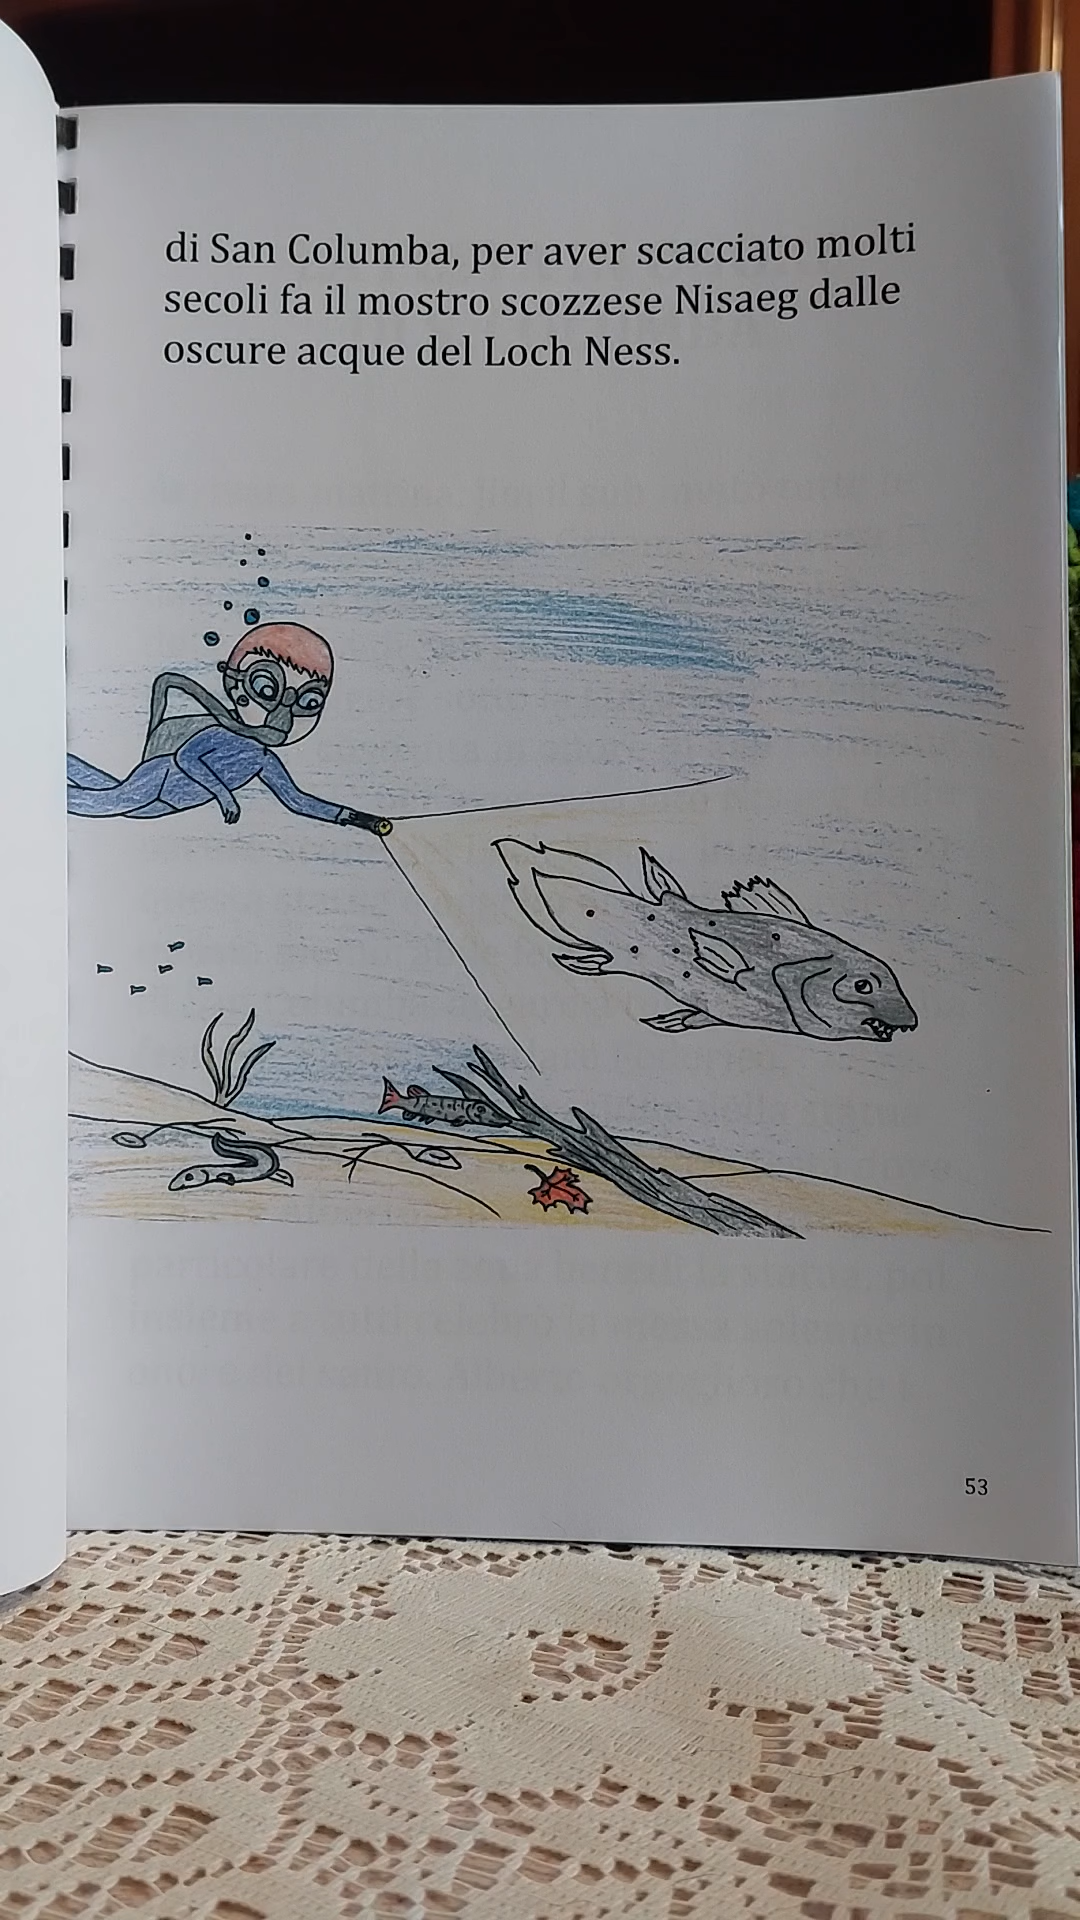 di San Columba, per aver scacciato molti
secoli fa il mostro scozzese Nisaeg dalle
oscure acque del Loch Ness.
53